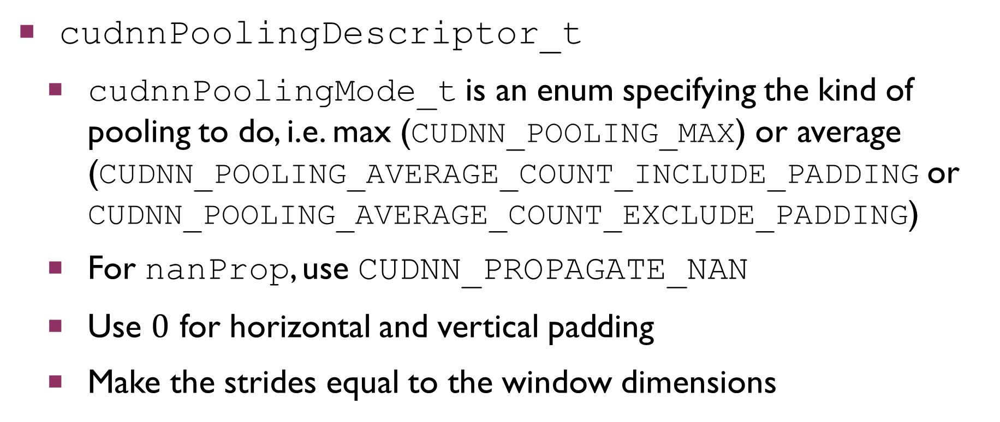 cudnnPoolingDescriptor_t
cudnnPoolingMode_t is an enum specifying the kind of
pooling to do, i.e. max (CUDNN_POOLING_MAX) or average
(CUDNN_POOLING_AVERAGE_COUNT_INCLUDE_PADDING or
CUDNN_POOLING_AVERAGE_COUNT_EXCLUDE_PADDING)
For nanProp, use CUDNN_PROPAGATE_NAN
Use 0 for horizontal and vertical padding
Make the strides equal to the window dimensions